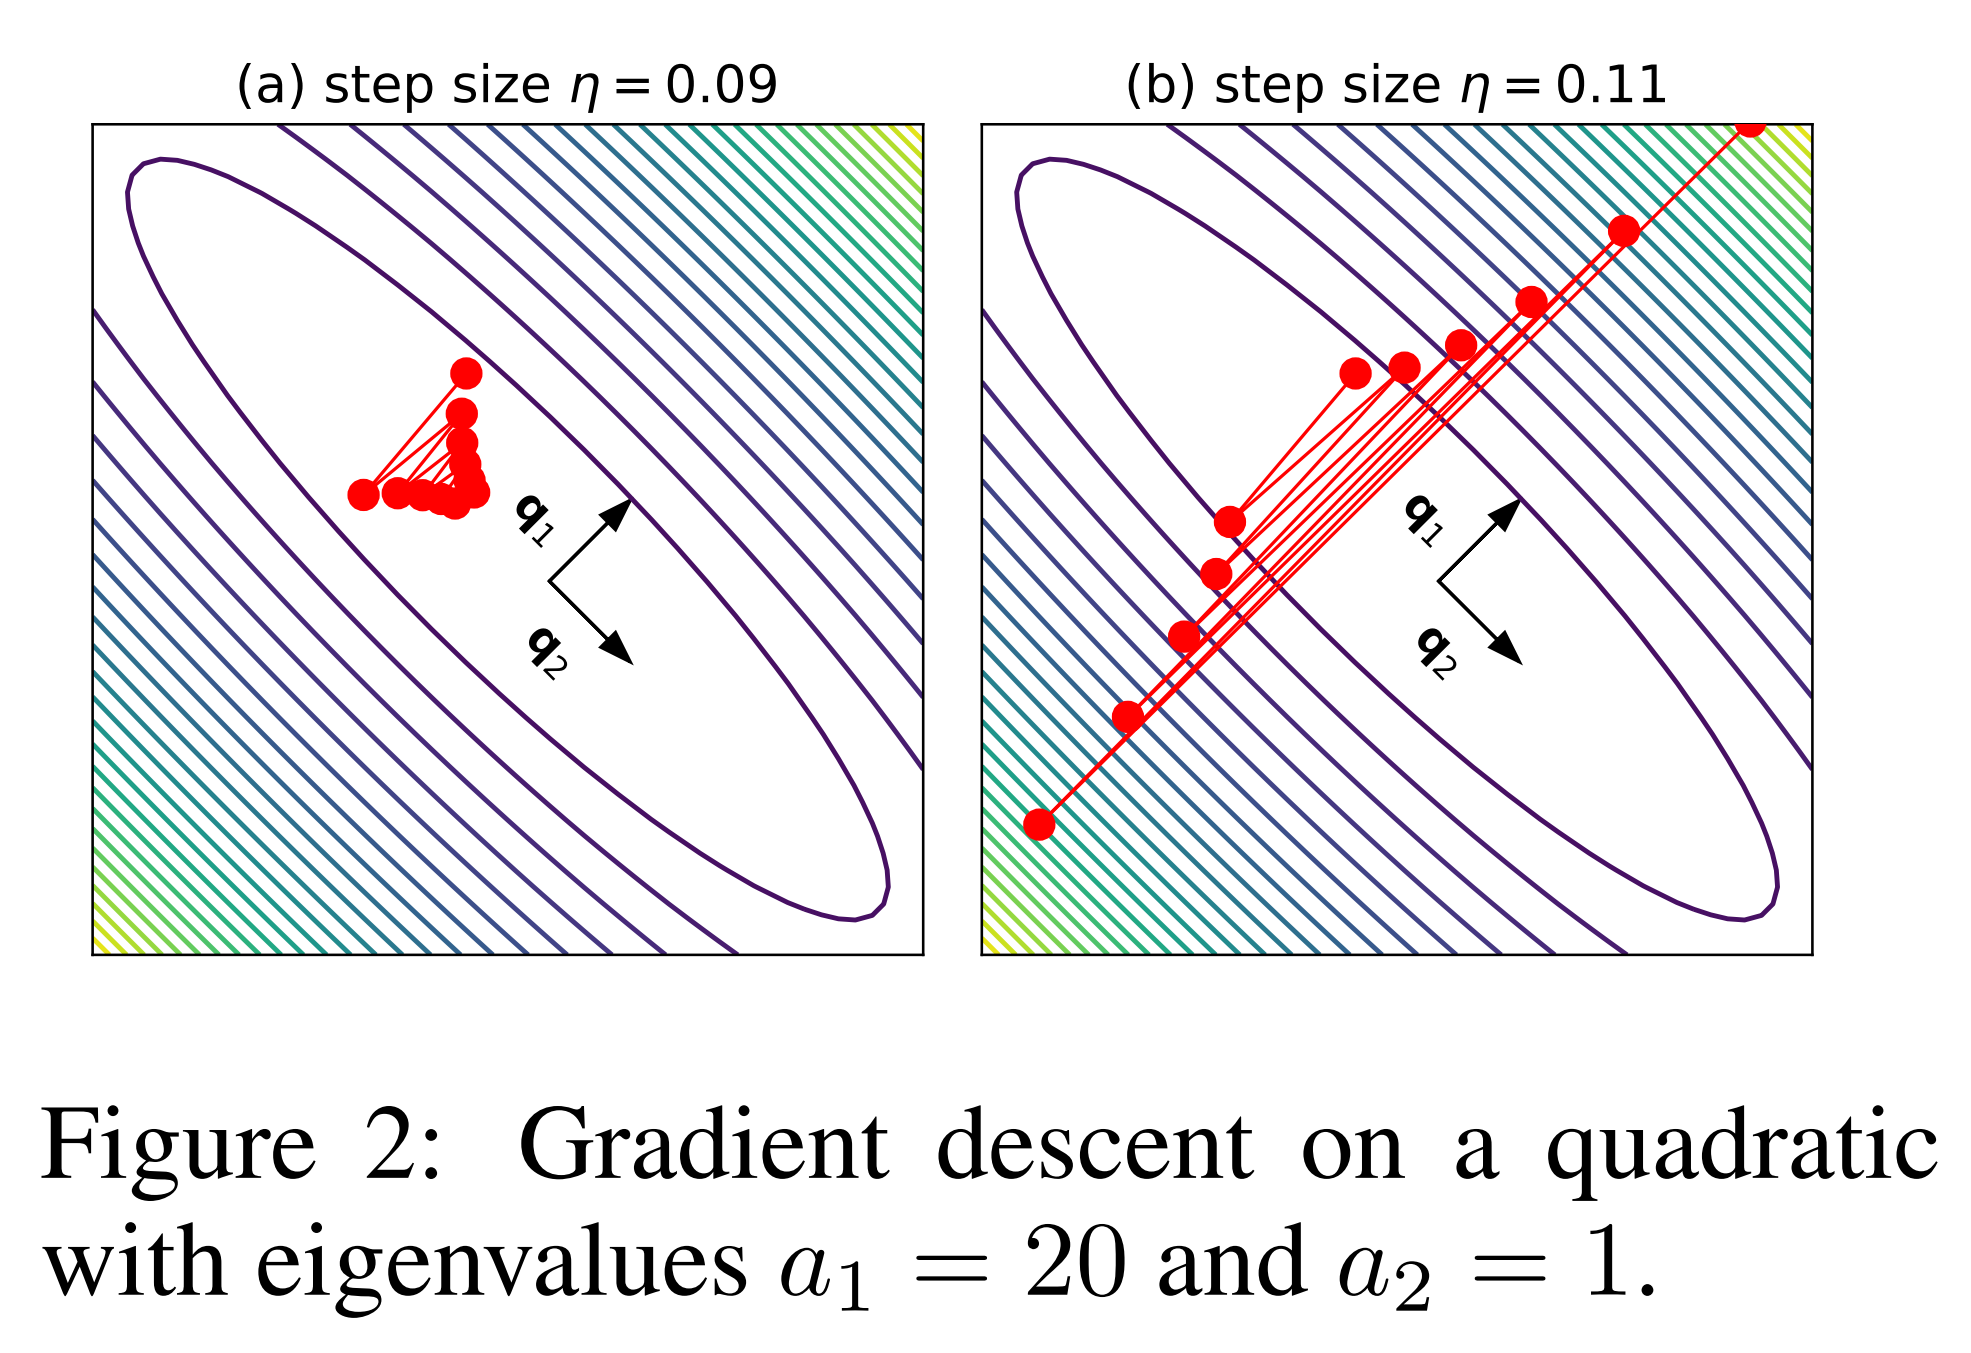 (a) step size η = 0.09
(b) step size η = 0.11
q₁
q₂
q₁
q₂
Figure 2: Gradient descent on a quadratic
with eigenvalues a₁ = 20 and a₂ = 1.